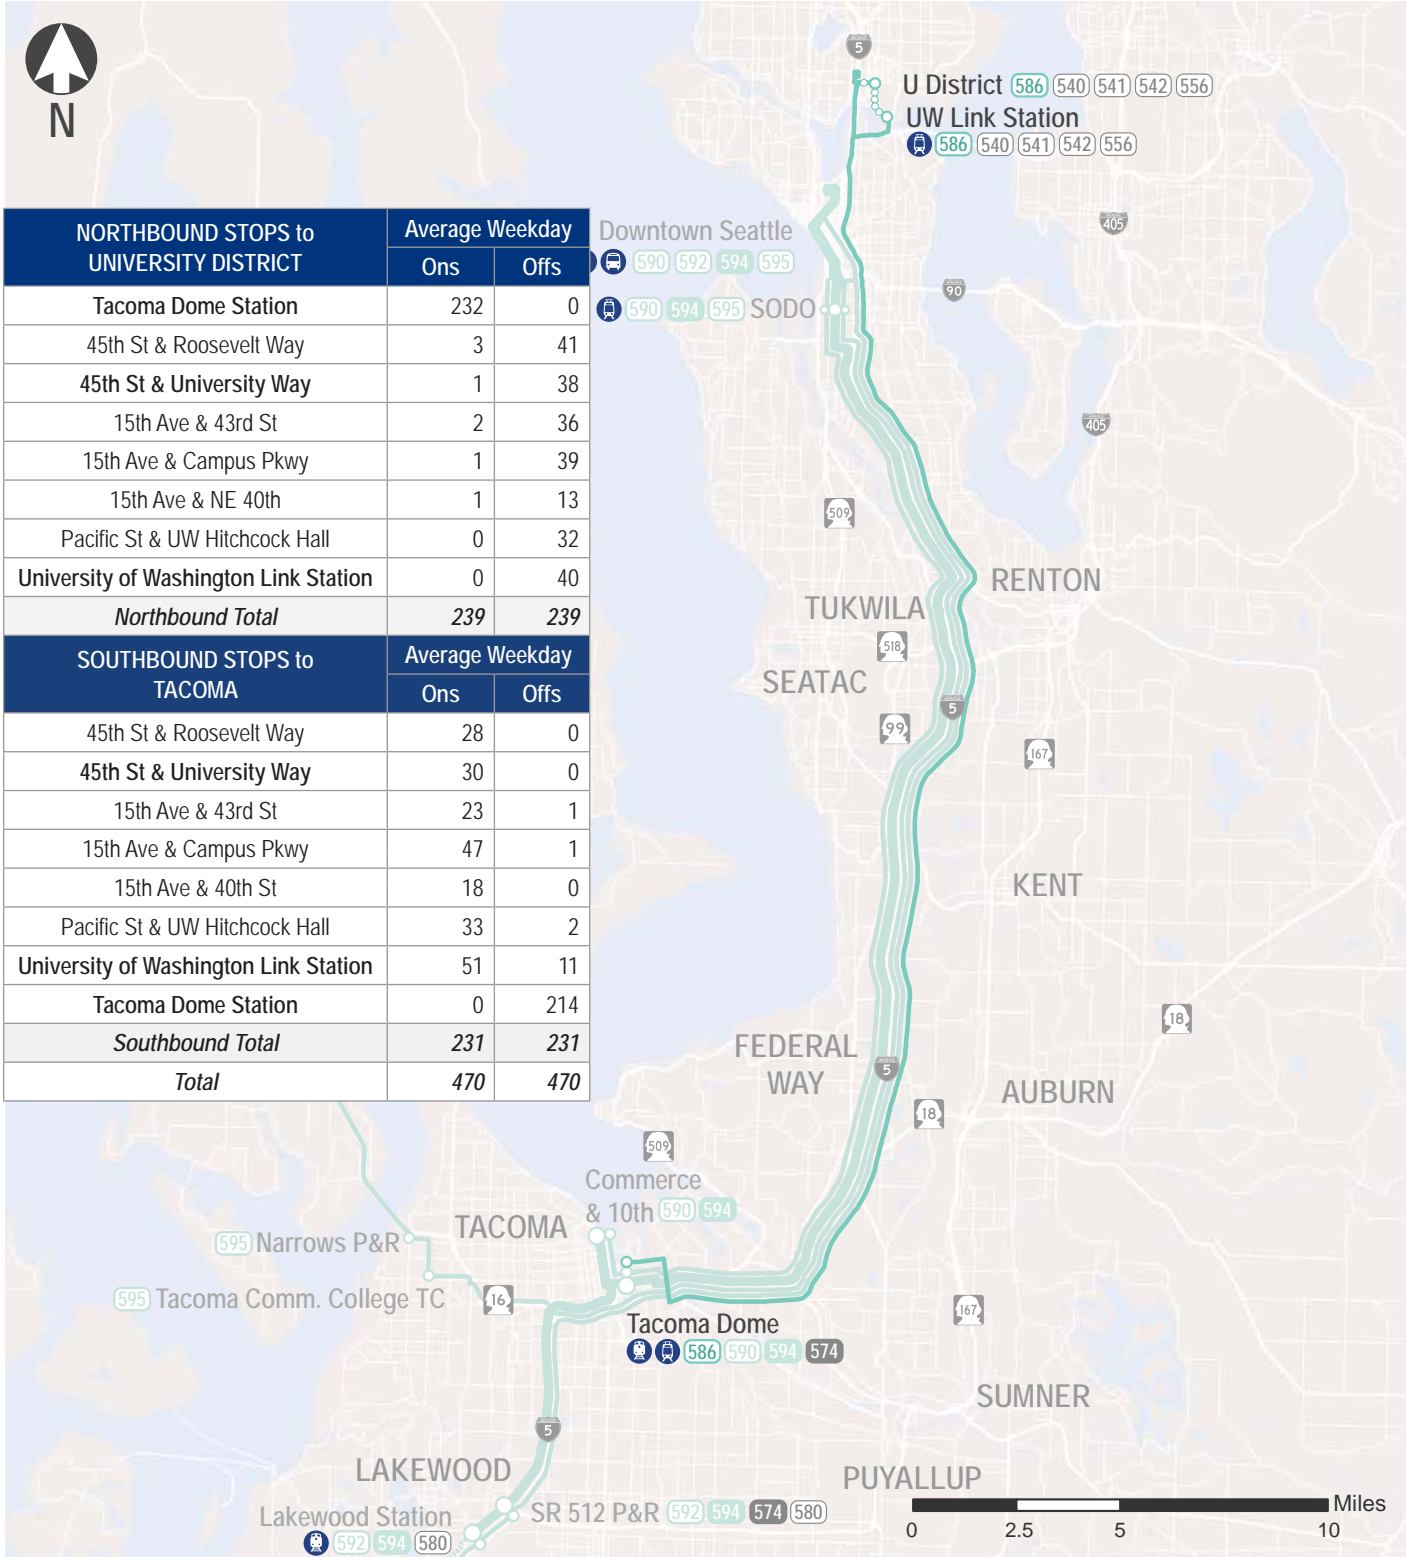 N
5
U District 586 540 541 542 556
UW Link Station
586 540 541 542 556
405
NORTHBOUND STOPS to UNIVERSITY DISTRICT Average Weekday
Ons Offs
Tacoma Dome Station 232 0
45th St & Roosevelt Way 3 41
45th St & University Way 1 38
15th Ave & 43rd St 2 36
15th Ave & Campus Pkwy 1 39
15th Ave & NE 40th 1 13
Pacific St & UW Hitchcock Hall 0 32
University of Washington Link Station 0 40
Northbound Total 239 239
SOUTHBOUND STOPS to TACOMA Average Weekday
Ons Offs
45th St & Roosevelt Way 28 0
45th St & University Way 30 0
15th Ave & 43rd St 23 1
15th Ave & Campus Pkwy 47 1
15th Ave & 40th St 18 0
Pacific St & UW Hitchcock Hall 33 2
University of Washington Link Station 51 11
Tacoma Dome Station 0 214
Southbound Total 231 231
Total 470 470
Downtown Seattle
590 592 594 595
90
590 594 595 SODO
405
509
RENTON
TUKWILA
518
SEATAC
5
99
167
KENT
18
FEDERAL
WAY
5
AUBURN
18
509
Commerce
& 10th 590 594
TACOMA
595 Narrows P&R
595 Tacoma Comm. College TC
16
167
Tacoma Dome
586 590 594 574
SUMNER
5
LAKEWOOD
PUYALLUP
SR 512 P&R 592 594 574 580
Lakewood Station
592 594 580
Miles
0 2.5 5 10